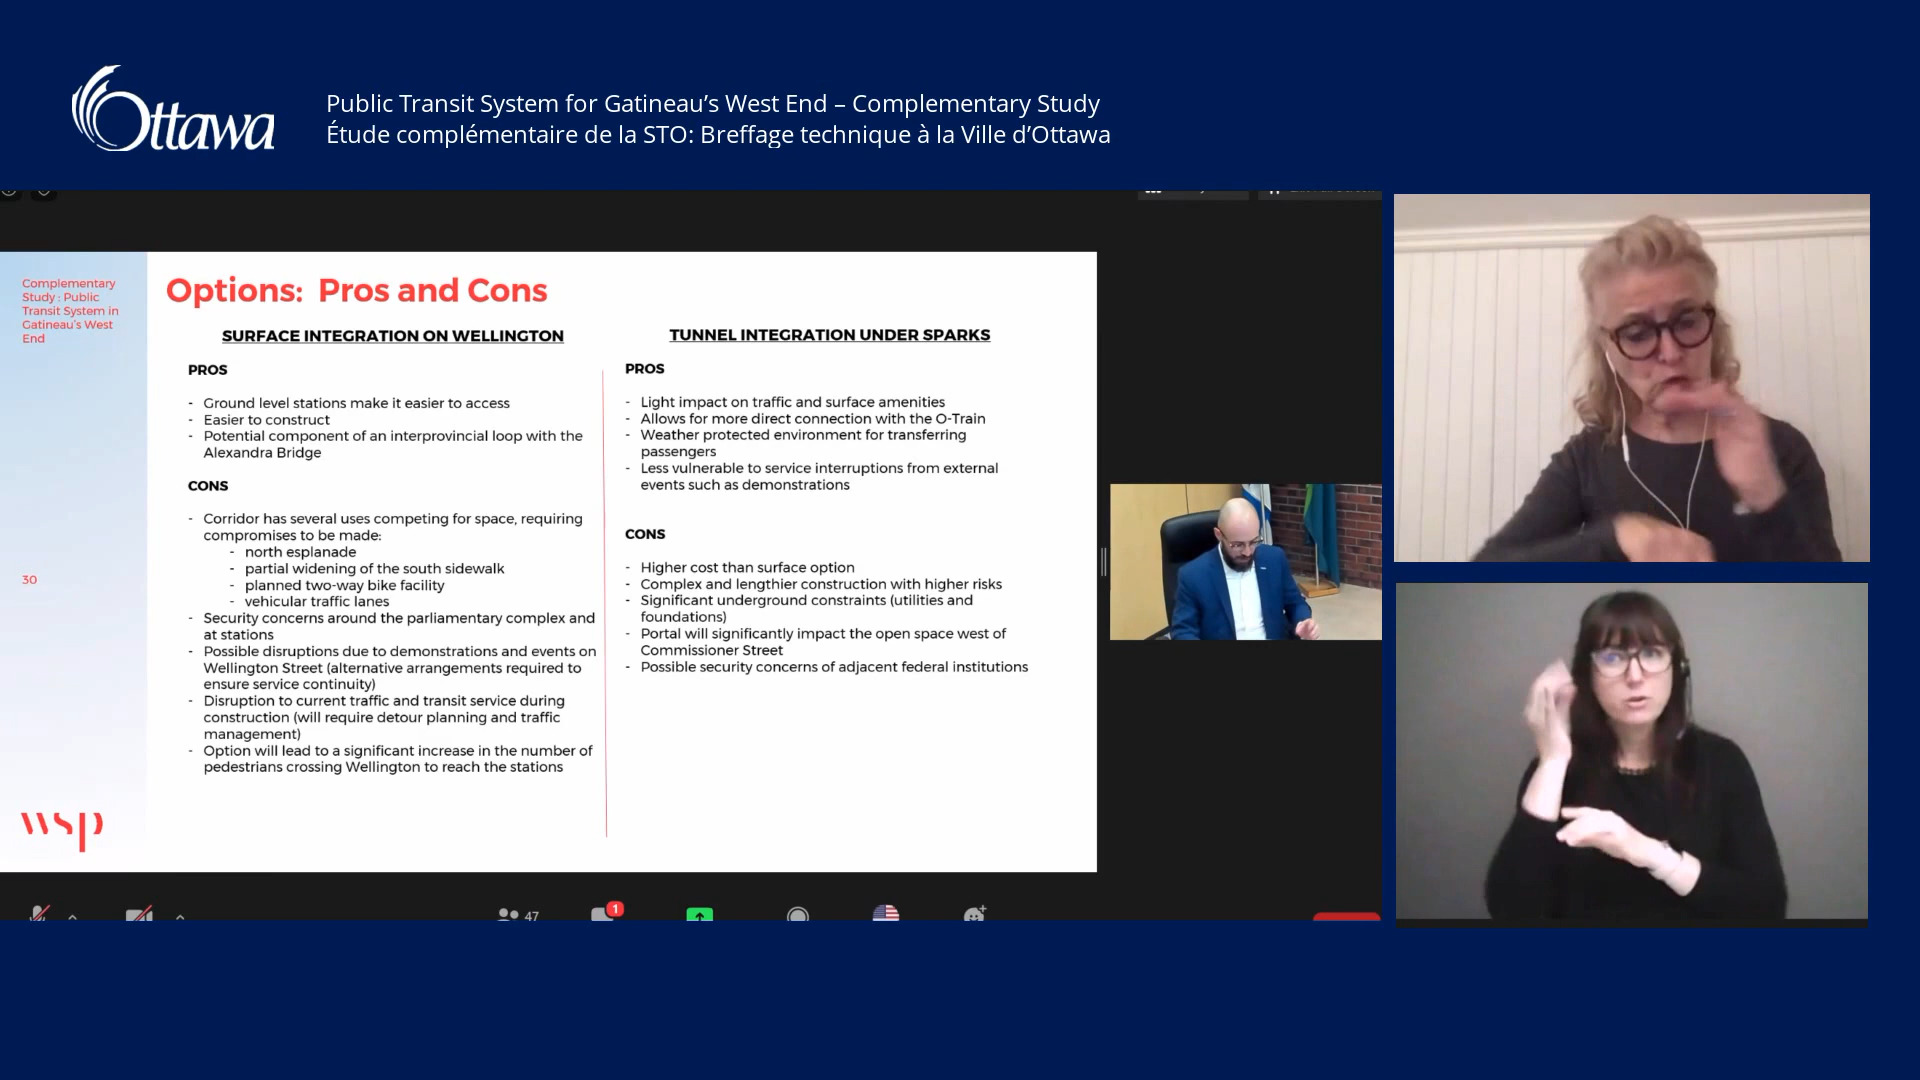 Ottawa
Public Transit System for Gatineau's West End – Complementary Study
Étude complémentaire de la STO: Breffage technique à la Ville d'Ottawa
Complementary
Study : Public
Transit System in
Gatineau's West
End
30
wsp
Options:  Pros and Cons
SURFACE INTEGRATION ON WELLINGTON
PROS
- Ground level stations make it easier to access
- Easier to construct
- Potential component of an interprovincial loop with the
Alexandra Bridge
CONS
- Corridor has several uses competing for space, requiring
compromises to be made:
- north esplanade
- partial widening of the south sidewalk
- planned two-way bike facility
- vehicular traffic lanes
- Security concerns around the parliamentary complex and
at stations
- Possible disruptions due to demonstrations and events on
Wellington Street (alternative arrangements required to
ensure service continuity)
- Disruption to current traffic and transit service during
construction (will require detour planning and traffic
management)
- Option will lead to a significant increase in the number of
pedestrians crossing Wellington to reach the stations
TUNNEL INTEGRATION UNDER SPARKS
PROS
- Light impact on traffic and surface amenities
- Allows for more direct connection with the O-Train
- Weather protected environment for transferring
passengers
- Less vulnerable to service interruptions from external
events such as demonstrations
CONS
- Higher cost than surface option
- Complex and lengthier construction with higher risks
- Significant underground constraints (utilities and
foundations)
- Portal will significantly impact the open space west of
Commissioner Street
- Possible security concerns of adjacent federal institutions
47
1